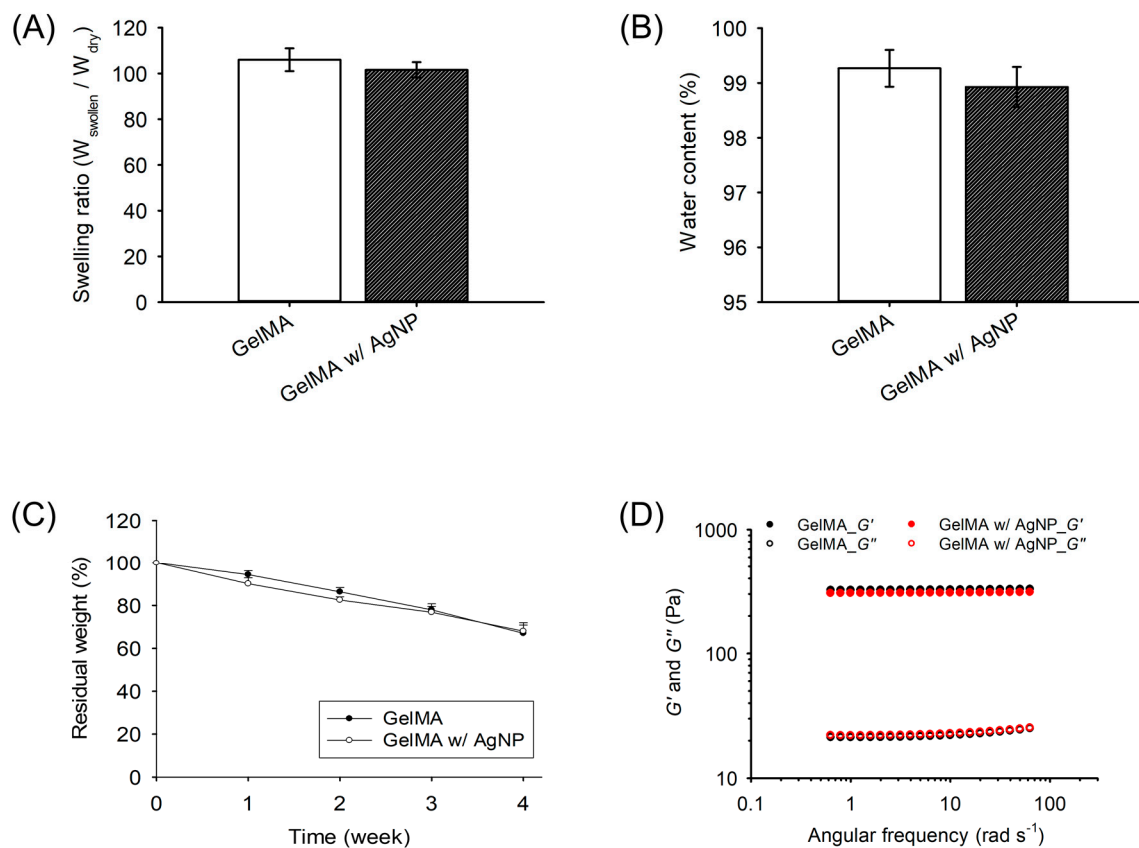 (A)
Swelling ratio (W swollen / W dry)
120
100
80
60
40
20
0
GelMA
GelMA w/ AgNP
(B)
Water content (%)
100
99
98
97
96
95
GelMA
GelMA w/ AgNP
(C)
Residual weight (%)
120
100
80
60
40
20
0
GelMA
GelMA w/ AgNP
0 1 2 3 4
Time (week)
(D)
GelMA_G' GelMA w/ AgNP_G'
GelMA_G" GelMA w/ AgNP_G"
G' and G" (Pa)
1000
100
10
0.1 1 10 100
Angular frequency (rad s⁻¹)